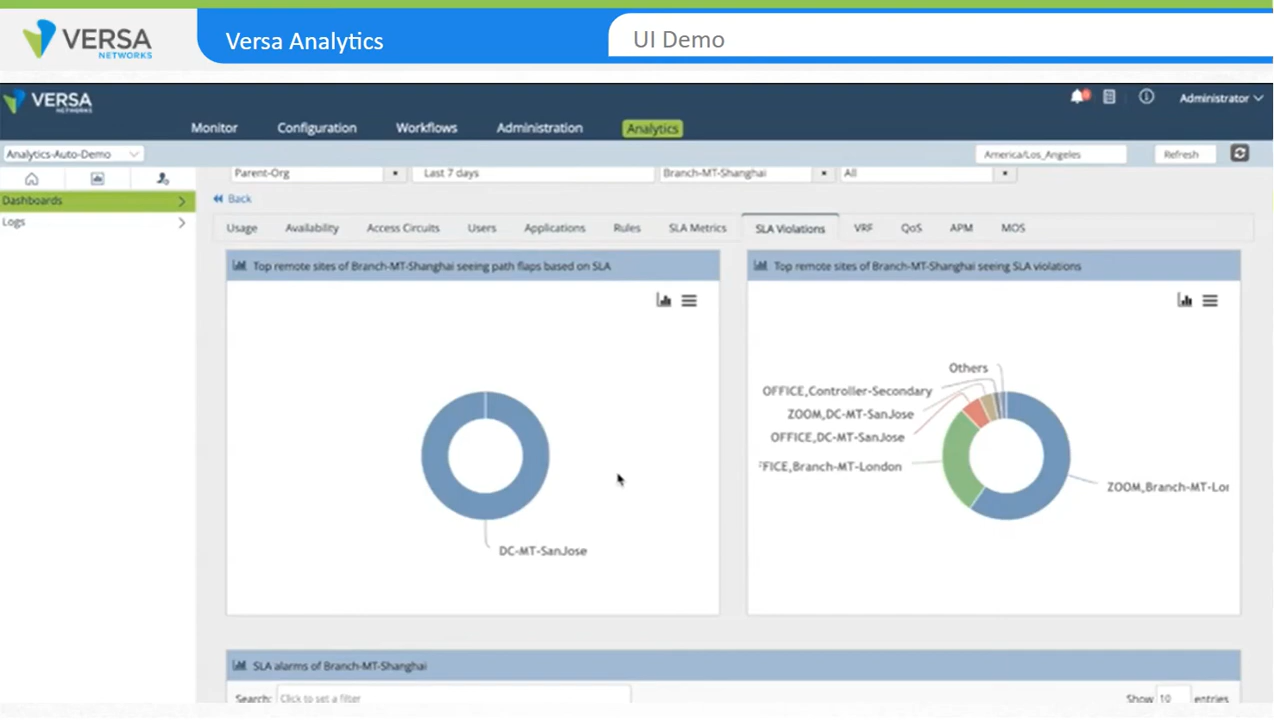 VERSA
NETWORKS
Versa Analytics
UI Demo
VERSA
NETWORKS
Administrator
Monitor Configuration Workflows Administration Analytics
Analytics-Auto-Demo
America/Los_Angeles
Refresh
Parent-Org
Last 7 days
Branch-MT-Shanghai
All
Dashboards
Logs
Back
Usage Availability Access Circuits Users Applications Rules SLA Metrics SLA Violations VRF QoS APM MOS
Top remote sites of Branch-MT-Shanghai seeing path flaps based on SLA
DC-MT-SanJose
Top remote sites of Branch-MT-Shanghai seeing SLA violations
Others
OFFICE,Controller-Secondary
ZOOM,DC-MT-SanJose
OFFICE,DC-MT-SanJose
FICE,Branch-MT-London
ZOOM,Branch-MT-Lor
SLA alarms of Branch-MT-Shanghai
Search: Click to set a filter
Show 10 entries